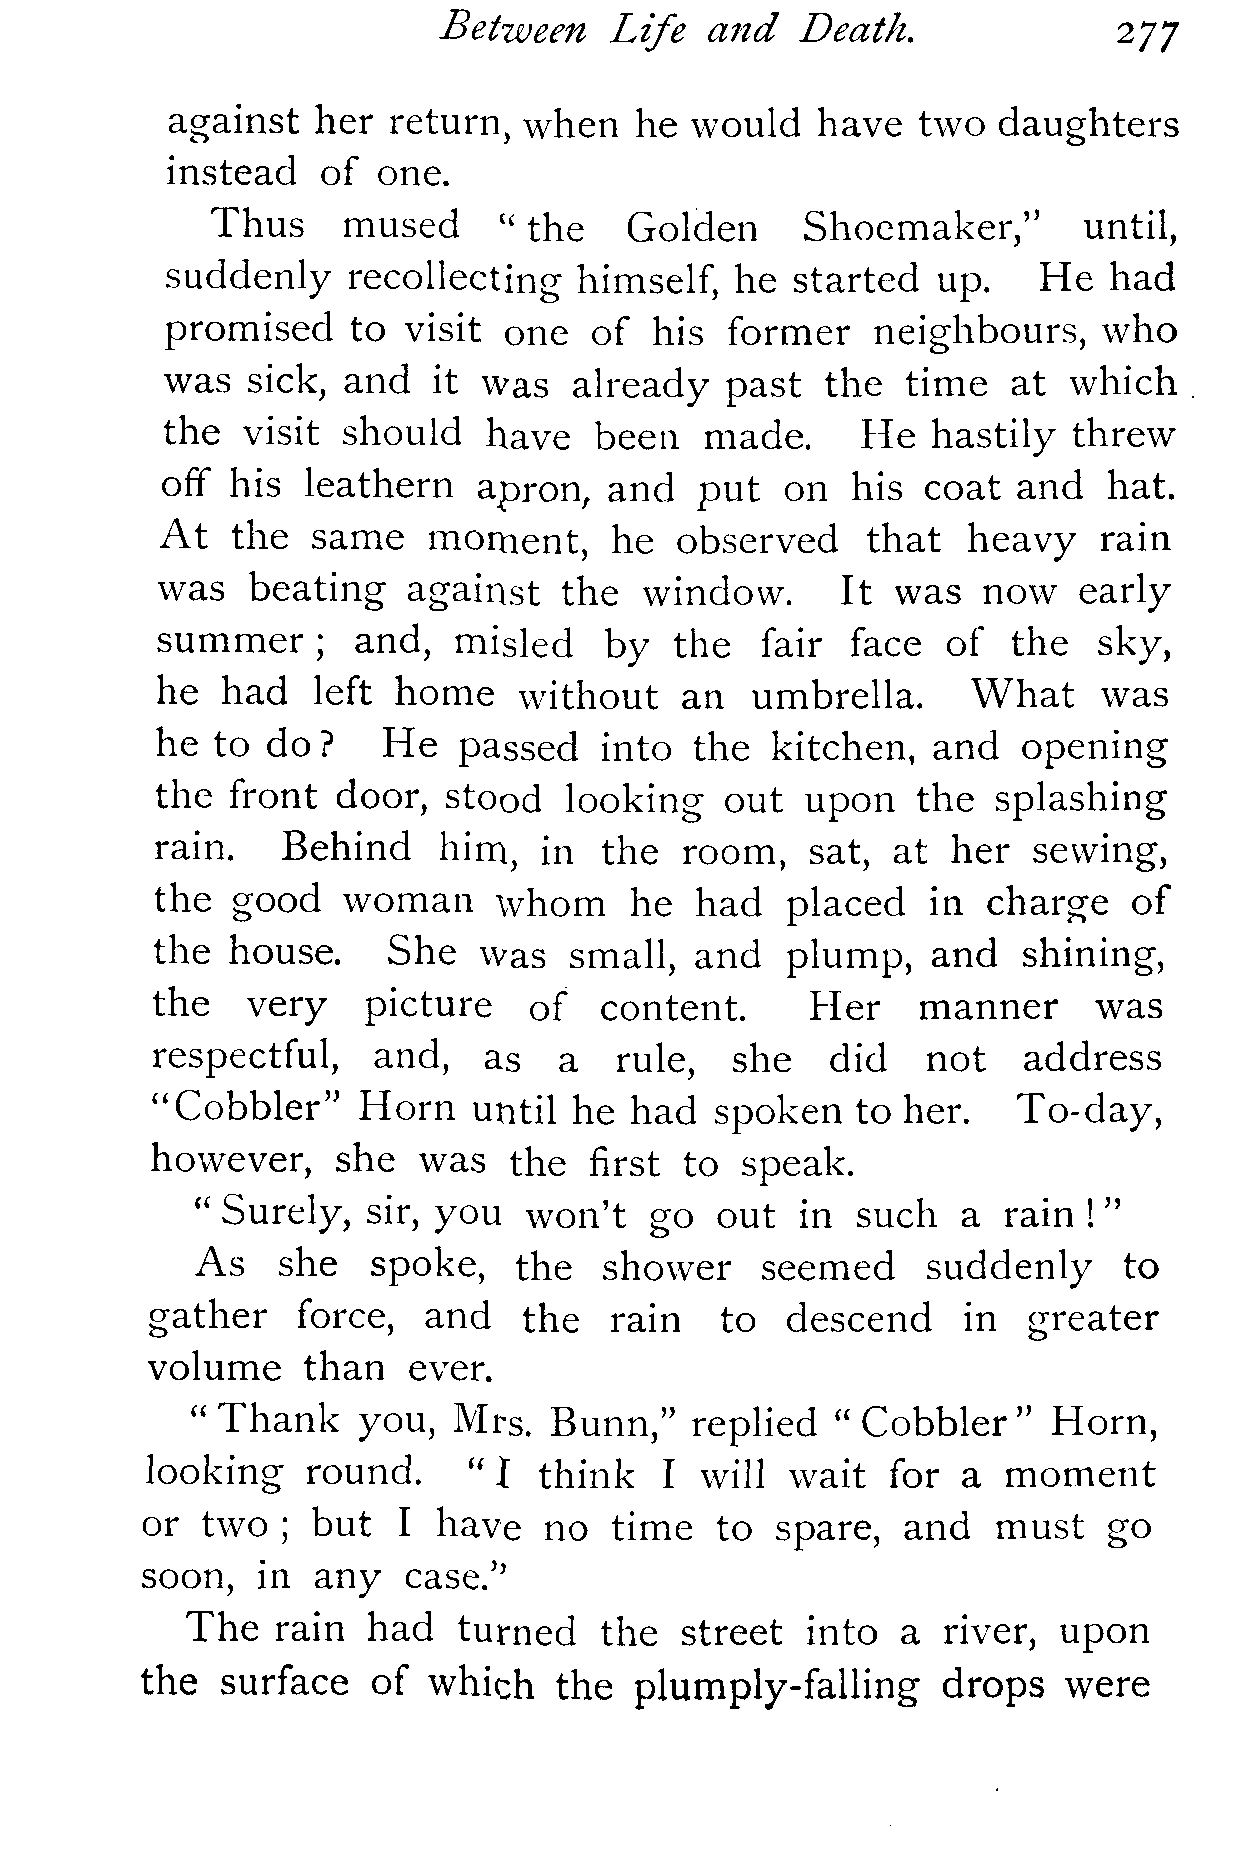 Between Life and Death. 277
against her return, when he would have two daughters
instead of one.
Thus mused "the Golden Shoemaker," until,
suddenly recollecting himself, he started up. He had
promised to visit one of his former neighbours, who
was sick, and it was already past the time at which
the visit should have been made. He hastily threw
off his leathern apron, and put on his coat and hat.
At the same moment, he observed that heavy rain
was beating against the window. It was now early
summer; and, misled by the fair face of the sky,
he had left home without an umbrella. What was
he to do? He passed into the kitchen, and opening
the front door, stood looking out upon the splashing
rain. Behind him, in the room, sat, at her sewing,
the good woman whom he had placed in charge of
the house. She was small, and plump, and shining,
the very picture of content. Her manner was
respectful, and, as a rule, she did not address
"Cobbler" Horn until he had spoken to her. To-day,
however, she was the first to speak.
"Surely, sir, you won't go out in such a rain!"
As she spoke, the shower seemed suddenly to
gather force, and the rain to descend in greater
volume than ever.
"Thank you, Mrs. Bunn," replied "Cobbler" Horn,
looking round. "I think I will wait for a moment
or two; but I have no time to spare, and must go
soon, in any case."
The rain had turned the street into a river, upon
the surface of which the plumply-falling drops were